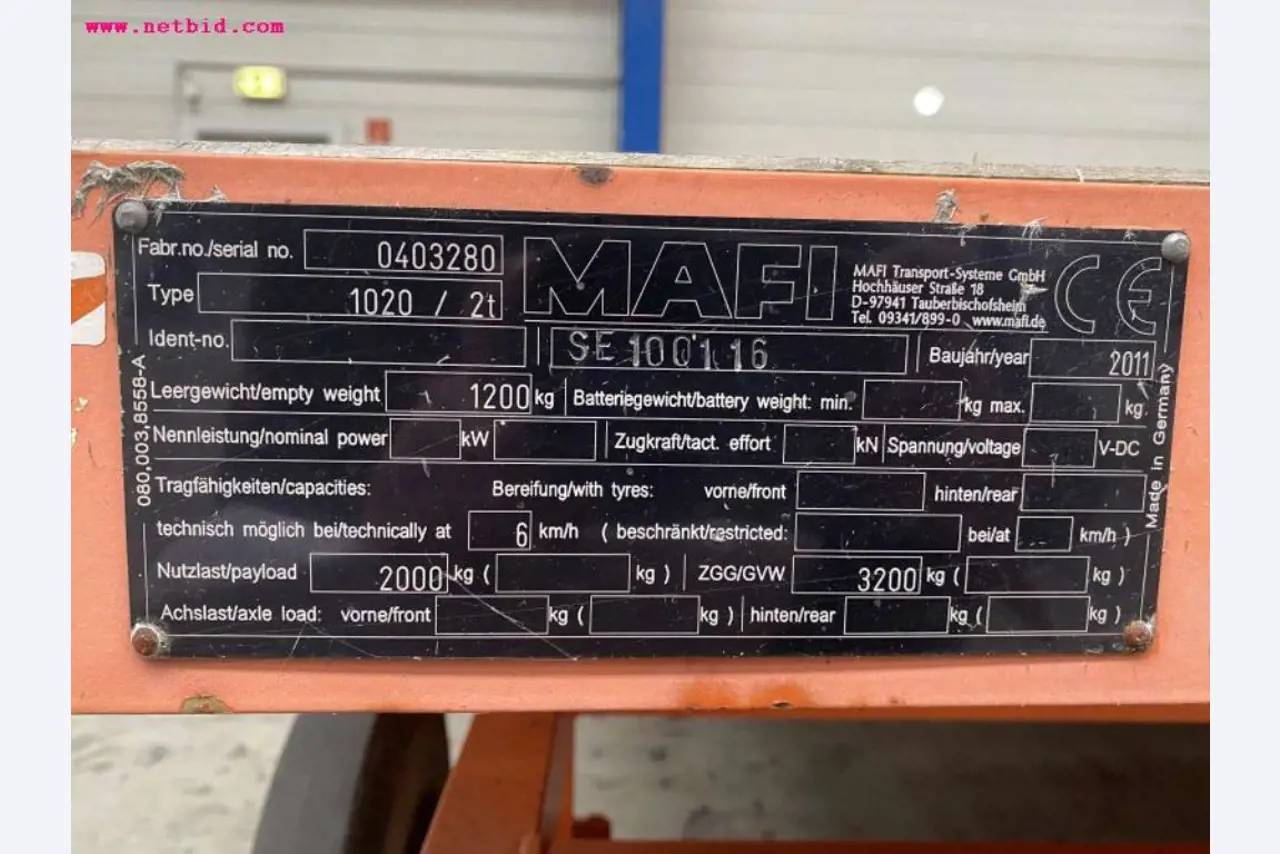 www.netbid.com
Fabr.no./serial no. 0403280
MAFI
MAFI Transport-Systeme GmbH
Hochhäuser Straße 18
D-97941 Tauberbischofsheim
Tel. 09341/899-0 www.mafi.de
CE
Type 1020 / 2t
Ident-no. SE 100116 Baujahr/year 2011
Leergewicht/empty weight 1200 kg Batteriegewicht/battery weight: min. kg max. kg
Nennleistung/nominal power kW Zugkraft/tact. effort kN Spannung/voltage V-DC
Tragfähigkeiten/capacities: Bereifung/with tyres: vorne/front hinten/rear
technisch möglich bei/technically at 6 km/h ( beschränkt/restricted: bei/at km/h )
Nutzlast/payload 2000 kg ( kg ) ZGG/GVW 3200 kg ( kg )
Achslast/axle load: vorne/front kg ( kg ) hinten/rear kg ( kg )
080.003.8558-A
Made in Germany